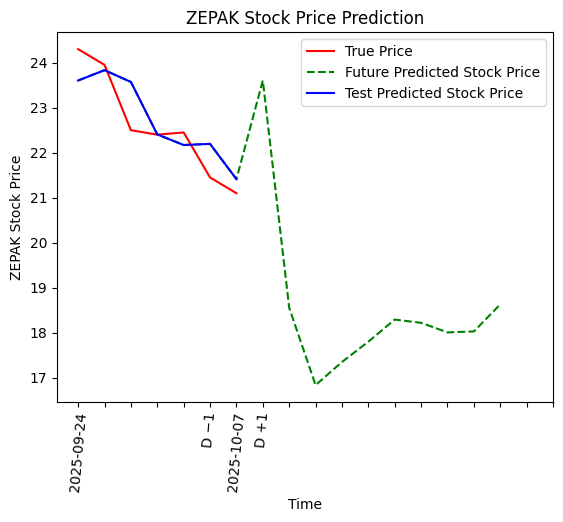 ZEPAK Stock Price Prediction
True Price
Future Predicted Stock Price
Test Predicted Stock Price
ZEPAK Stock Price
24
23
22
21
20
19
18
17
2025-09-24
D −1
2025-10-07
D +1
Time